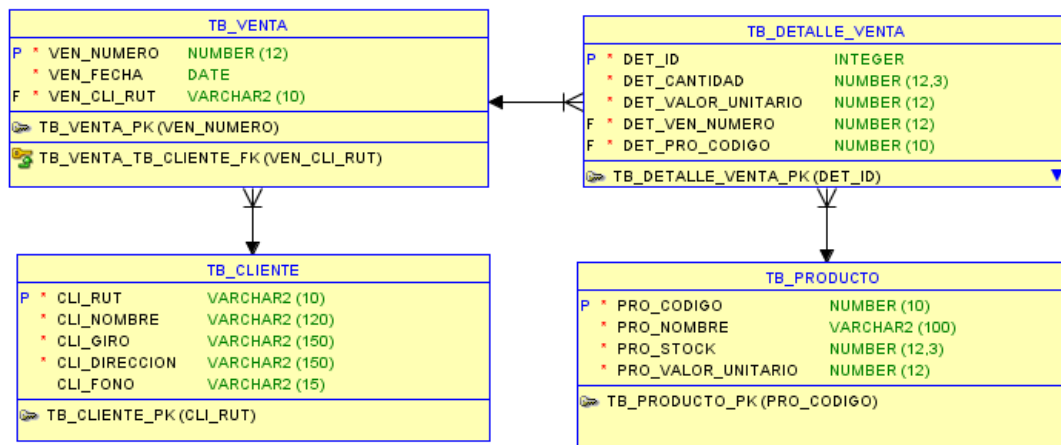 TB_VENTA
P * VEN_NUMERO NUMBER (12)
* VEN_FECHA DATE
F * VEN_CLI_RUT VARCHAR2 (10)
TB_VENTA_PK (VEN_NUMERO)
TB_VENTA_TB_CLIENTE_FK (VEN_CLI_RUT)
TB_DETALLE_VENTA
P * DET_ID INTEGER
* DET_CANTIDAD NUMBER (12,3)
* DET_VALOR_UNITARIO NUMBER (12)
F * DET_VEN_NUMERO NUMBER (12)
F * DET_PRO_CODIGO NUMBER (10)
TB_DETALLE_VENTA_PK (DET_ID)
TB_CLIENTE
P * CLI_RUT VARCHAR2 (10)
* CLI_NOMBRE VARCHAR2 (120)
* CLI_GIRO VARCHAR2 (150)
* CLI_DIRECCION VARCHAR2 (150)
CLI_FONO VARCHAR2 (15)
TB_CLIENTE_PK (CLI_RUT)
TB_PRODUCTO
P * PRO_CODIGO NUMBER (10)
* PRO_NOMBRE VARCHAR2 (100)
* PRO_STOCK NUMBER (12,3)
* PRO_VALOR_UNITARIO NUMBER (12)
TB_PRODUCTO_PK (PRO_CODIGO)